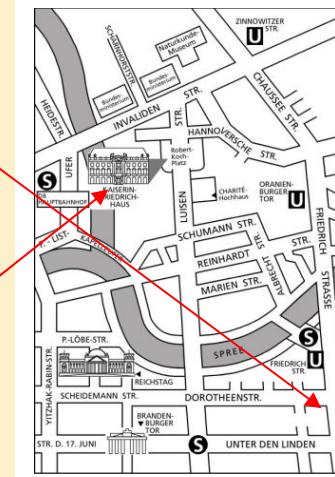 ZINNOWITZER
STR.
U
SCHARNHORSTSTR.
Naturkunde-
Museum
Bundes-
ministerium
Bundes-
ministerium
HEIDESTR.
INVALIDEN STR.
CHAUSSEE STR.
HANNOVERSCHE STR.
Robert-
Koch-
Platz
UFER
S
HAUPTBAHNHOF
KAISERIN-
FRIEDRICH-
HAUS
LUISEN STR.
CHARITÉ-
Hochhaus
ORANIEN-
BURGER
TOR
U
FRIEDRICH STRASSE
- LIST-
KAPELLEUFER
SCHUMANN STR.
REINHARDT STR.
ALBRECHT STR.
MARIEN STR.
SPREE
S
U
FRIEDRICH
STR.
P.-LÖBE-STR.
YITZHAK-RABIN-STR.
REICHSTAG
SCHEIDEMANN STR.
DOROTHEENSTR.
BRANDEN-
BURGER
TOR
STR. D. 17. JUNI
S
UNTER DEN LINDEN